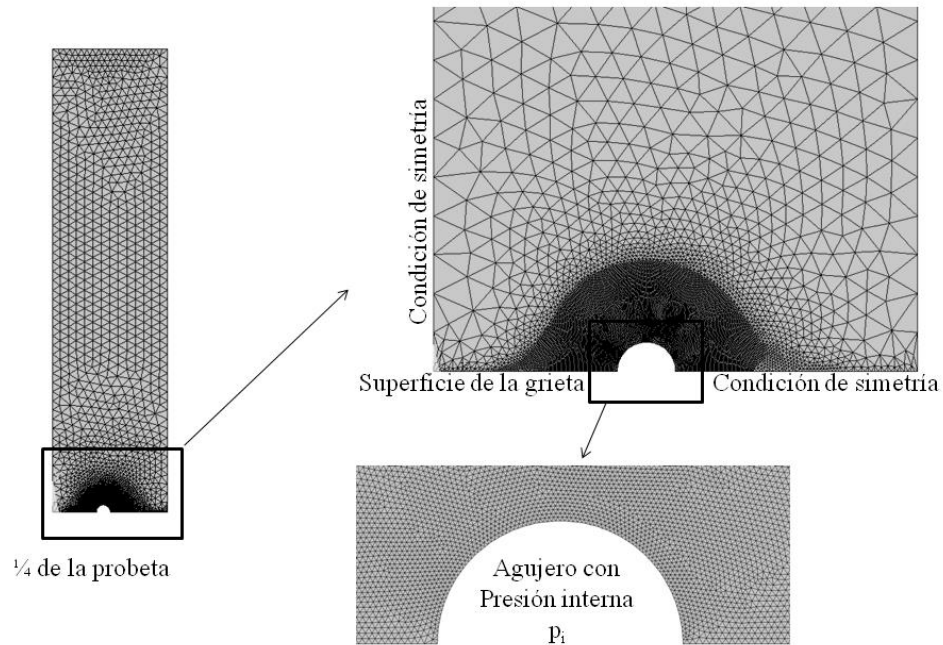 Condición de simetría
Superficie de la grieta
Condición de simetría
¼ de la probeta
Agujero con
Presión interna
pᵢ